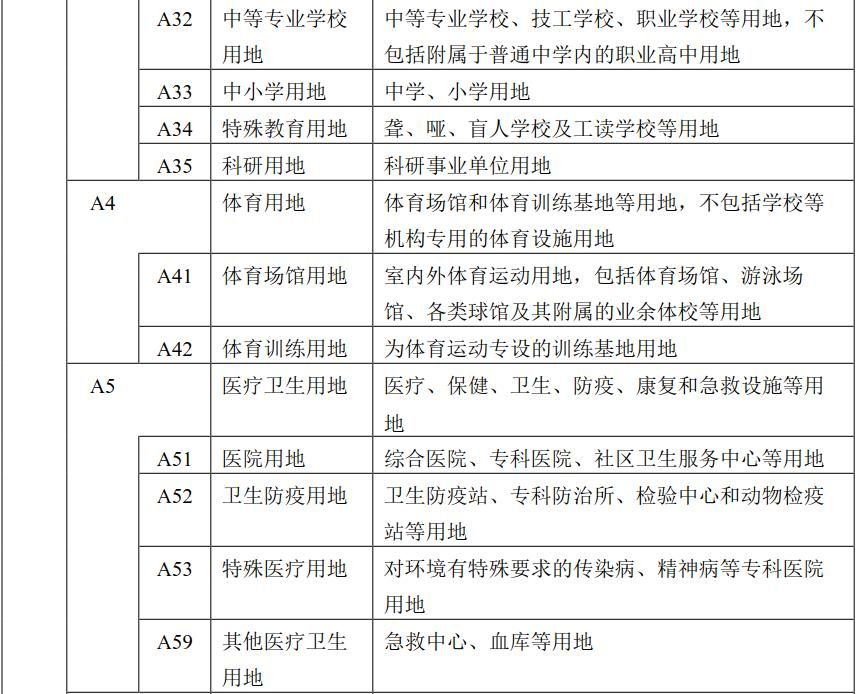 A32 中等专业学校 中等专业学校、技工学校、职业学校等用地，不
用地 包括附属于普通中学内的职业高中用地
A33 中小学用地 中学、小学用地
A34 特殊教育用地 聋、哑、盲人学校及工读学校等用地
A35 科研用地 科研事业单位用地
A4 体育用地 体育场馆和体育训练基地等用地，不包括学校等
机构专用的体育设施用地
A41 体育场馆用地 室内外体育运动用地，包括体育场馆、游泳场
馆、各类球馆及其附属的业余体校等用地
A42 体育训练用地 为体育运动专设的训练基地用地
A5 医疗卫生用地 医疗、保健、卫生、防疫、康复和急救设施等用
地
A51 医院用地 综合医院、专科医院、社区卫生服务中心等用地
A52 卫生防疫用地 卫生防疫站、专科防治所、检验中心和动物检疫
站等用地
A53 特殊医疗用地 对环境有特殊要求的传染病、精神病等专科医院
用地
A59 其他医疗卫生 急救中心、血库等用地
用地